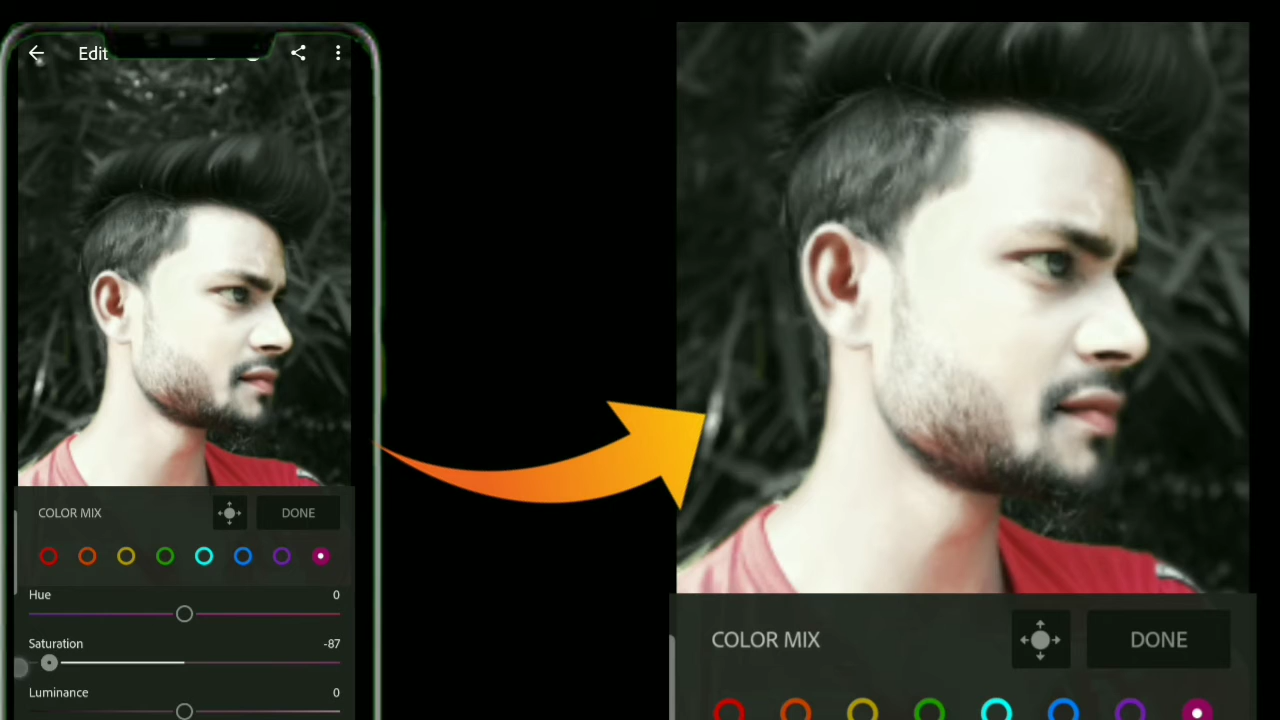 Edit
COLOR MIX
DONE
Hue 0
Saturation -87
Luminance 0
COLOR MIX
DONE